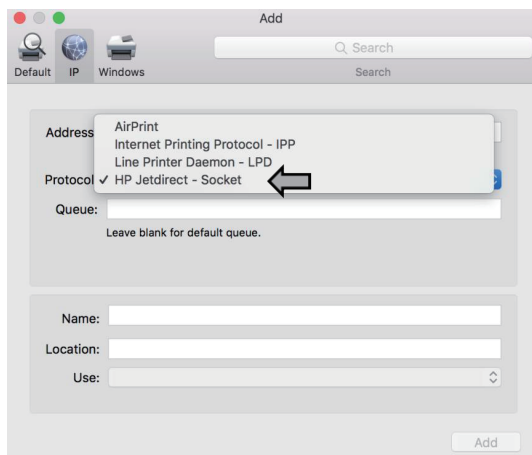 Add
Search
Default IP Windows Search
Address
AirPrint
Internet Printing Protocol - IPP
Line Printer Daemon - LPD
Protocol ✓ HP Jetdirect - Socket
Queue:
Leave blank for default queue.
Name:
Location:
Use:
Add